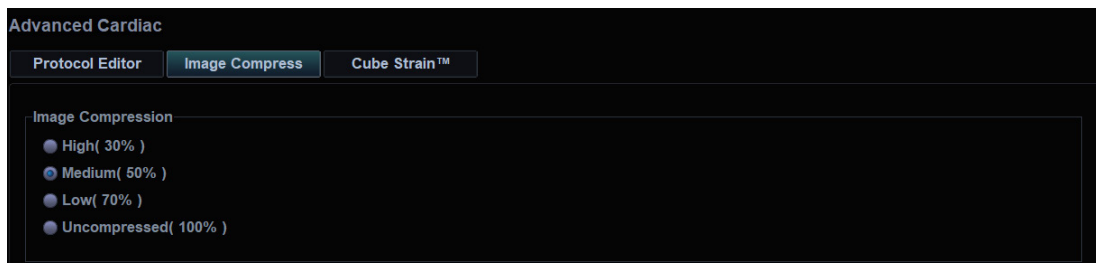 Advanced Cardiac
Protocol Editor Image Compress Cube Strain™
Image Compression
High( 30% )
Medium( 50% )
Low( 70% )
Uncompressed( 100% )